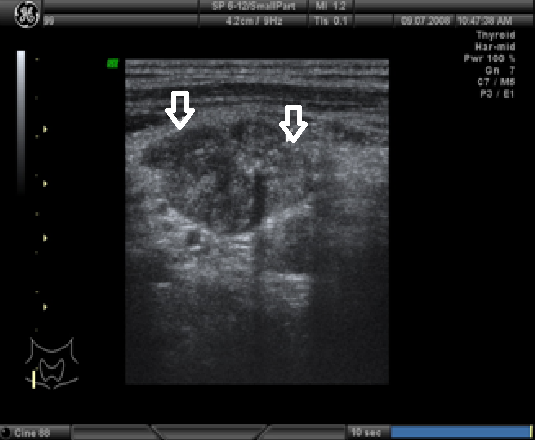 SP 6-12/SmallPart MI 1.2
99 4.2cm / 9Hz TIs 0.1 09.07.2008 10:47:38 AM
Thyroid
Har-mid
Pwr 100 %
Gn 7
C7 / M6
P3 / E1
Cine 88 10 sec